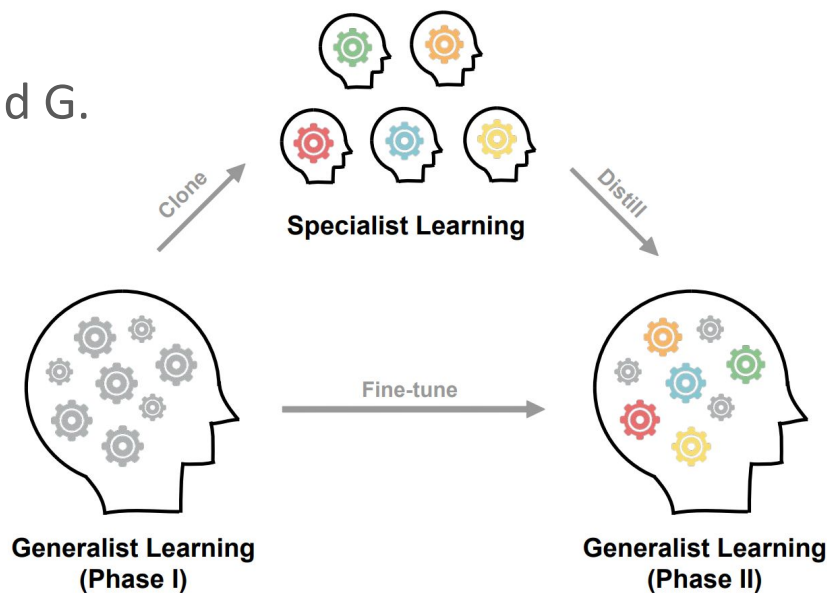 d G.
Clone
Distill
Specialist Learning
Fine-tune
Generalist Learning
(Phase I)
Generalist Learning
(Phase II)